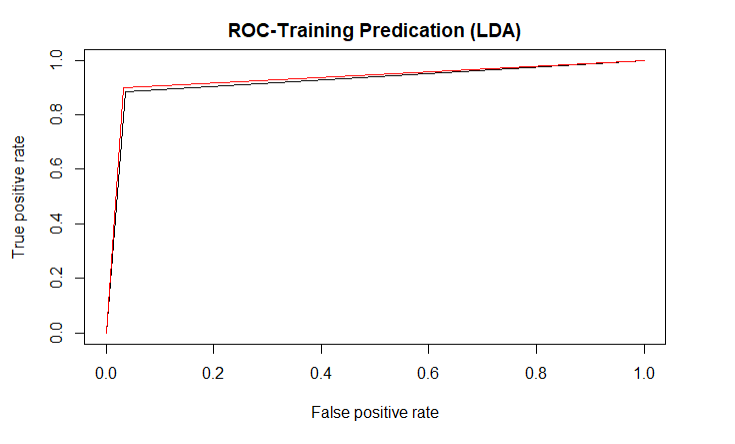 ROC-Training Predication (LDA)
True positive rate
1.0
0.8
0.6
0.4
0.2
0.0
0.0 0.2 0.4 0.6 0.8 1.0
False positive rate